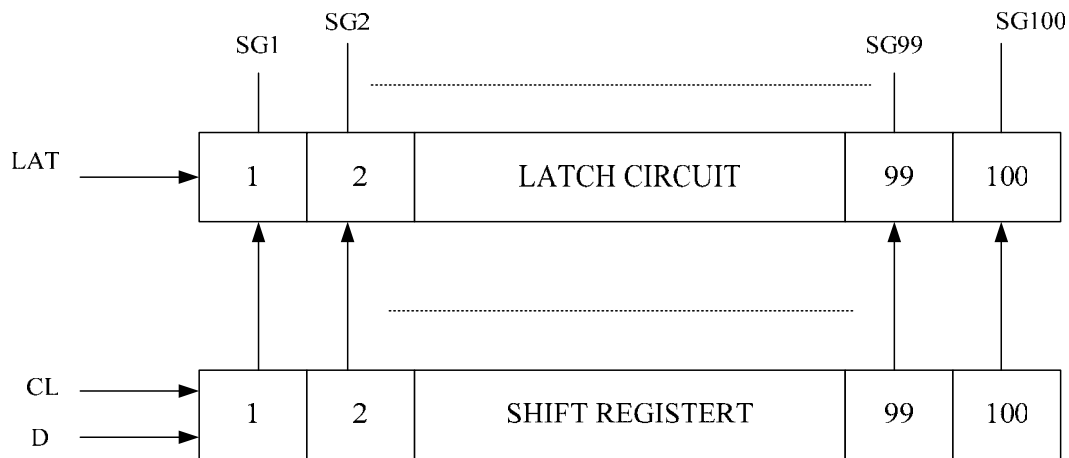 SG1
SG2
SG99
SG100
LAT
1
2
LATCH CIRCUIT
99
100
CL
D
1
2
SHIFT REGISTERT
99
100